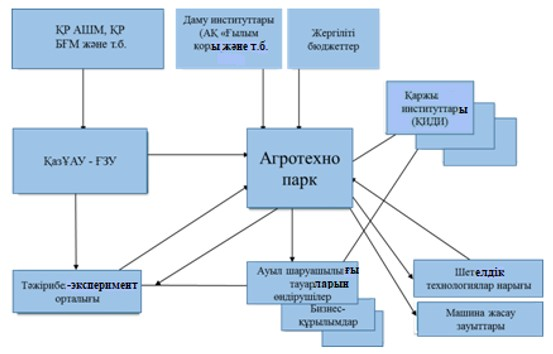 ҚР АШМ, ҚР
БҒМ және т.б.
Даму институттары
(АҚ «Ғылым
қоры және т.б.
Жергілігі
бюджеттер
Қаржы
институттары
(ҚИДИ)
ҚазҰАУ - ҒЗУ
Агротехно
парк
Тәжірибе-эксперимент
орталығы
Ауыл шаруашылығы
тауарларын
өндірушілер
Бизнес-
құрылымдар
Шетелдік
технологиялар нарығы
Машина жасау
зауыттары